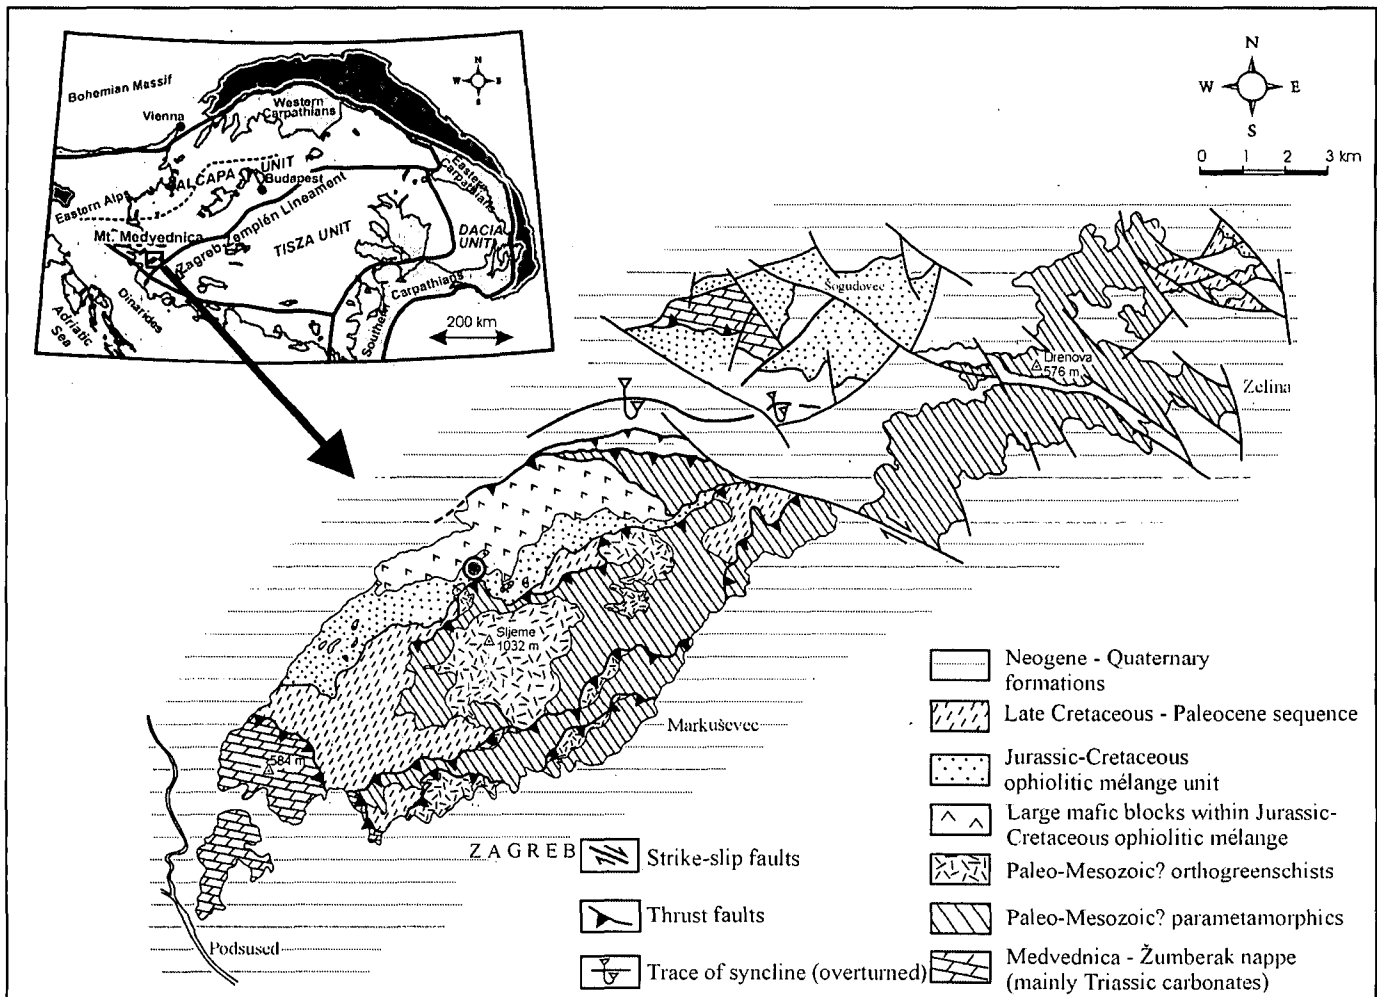 Bohemian Massif
Vienna
Western
Carpathians
N
W
E
S
ALCAPA UNIT
Budapest
Eastern
Carpathians
Eastern Alps
Mt. Medvednica
Zagreb-Zemplén Lineament
TISZA UNIT
DACIA
UNIT
Southern
Carpathians
Dinarides
Adriatic
Sea
200 km
N
W
E
S
0 1 2 3 km
Šogudovec
Drenova
576 m
Zelina
Sljeme
1032 m
584 m
Markuševec
ZAGREB
Podsused
Strike-slip faults
Thrust faults
Trace of syncline (overturned)
Neogene - Quaternary
formations
Late Cretaceous - Paleocene sequence
Jurassic-Cretaceous
ophiolitic mélange unit
Large mafic blocks within Jurassic-
Cretaceous ophiolitic mélange
Paleo-Mesozoic? orthogreenschists
Paleo-Mesozoic? parametamorphics
Medvednica - Žumberak nappe
(mainly Triassic carbonates)